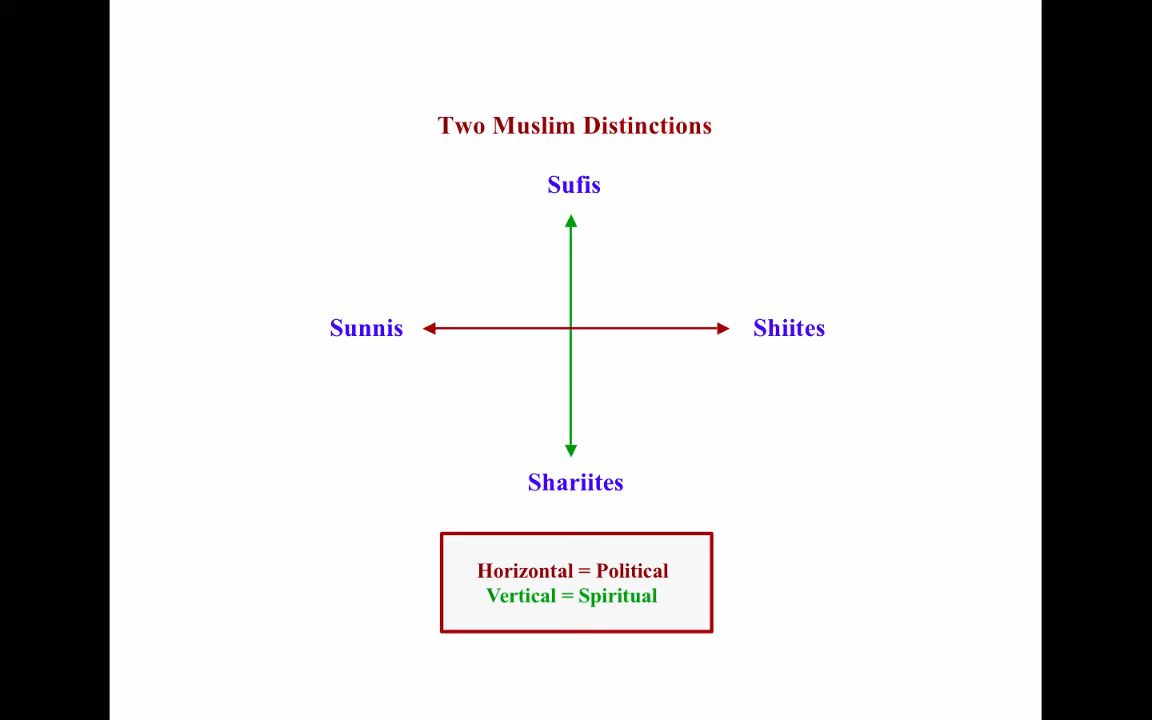 Two Muslim Distinctions
Sufis
Sunnis
Shiites
Shariites
Horizontal = Political
Vertical = Spiritual